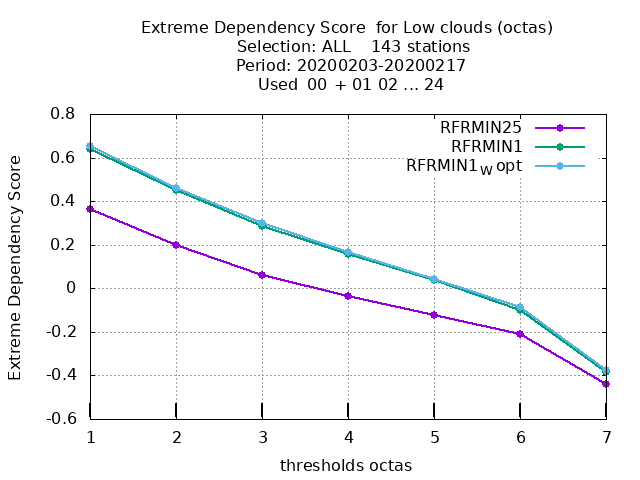 Extreme Dependency Score  for Low clouds (octas)
Selection: ALL    143 stations
Period: 20200203-20200217
Used  00  + 01 02 ... 24
RFRMIN25
RFRMIN1
RFRMIN1W opt
Extreme Dependency Score
0.8
0.6
0.4
0.2
0
-0.2
-0.4
-0.6
1 2 3 4 5 6 7
thresholds octas